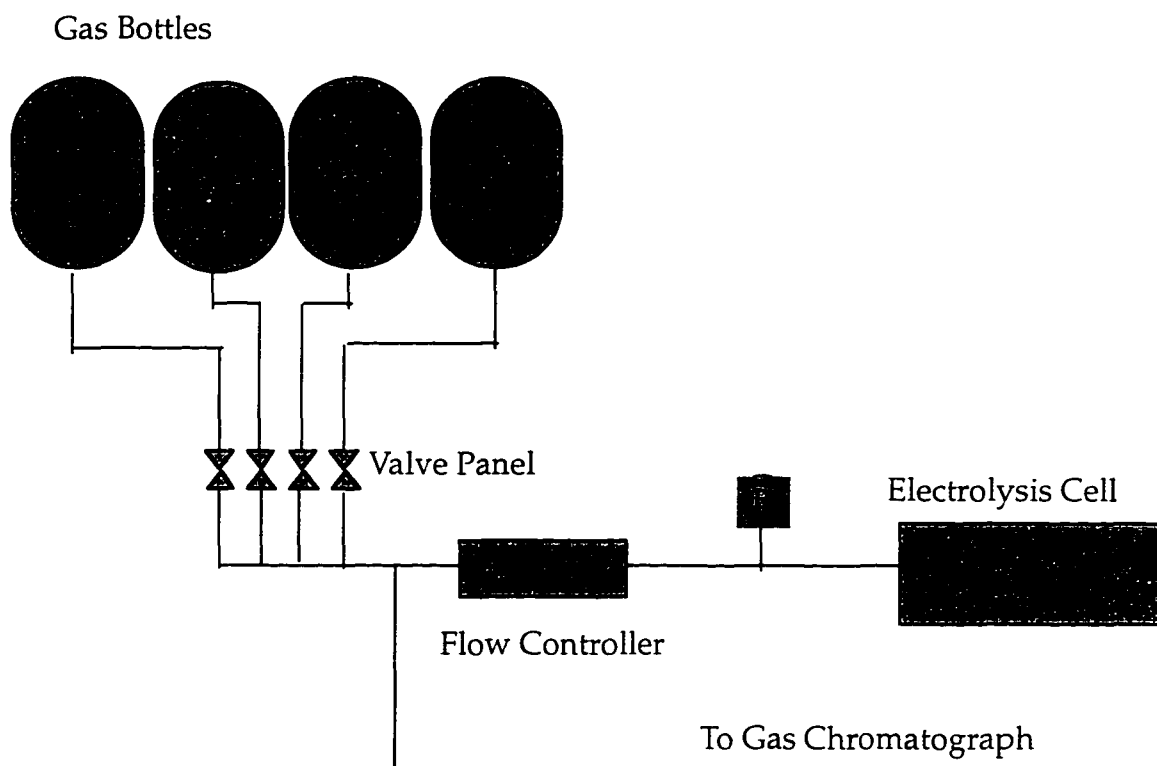 Gas Bottles
Valve Panel
Electrolysis Cell
Flow Controller
To Gas Chromatograph